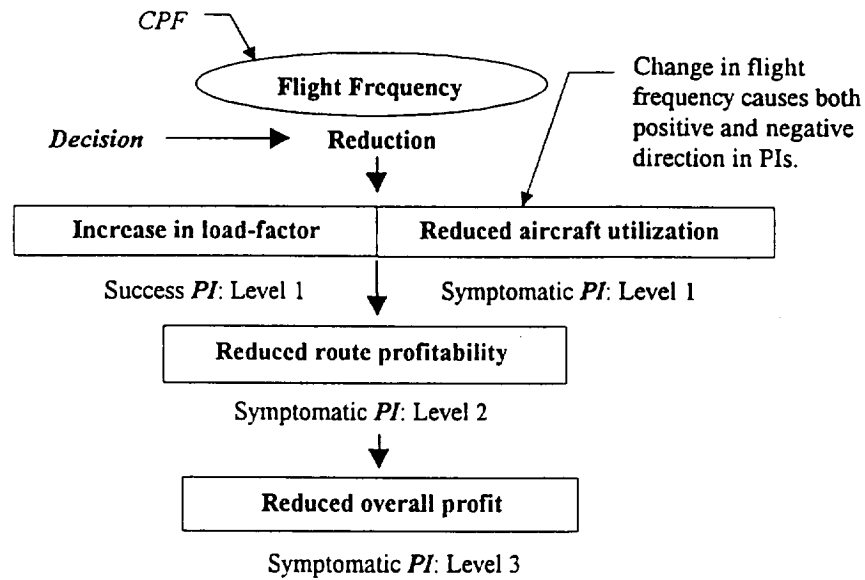 CPF
Flight Frequency
Change in flight
frequency causes both
positive and negative
direction in PIs.
Decision
Reduction
Increase in load-factor
Reduced aircraft utilization
Success PI: Level 1
Symptomatic PI: Level 1
Reduced route profitability
Symptomatic PI: Level 2
Reduced overall profit
Symptomatic PI: Level 3